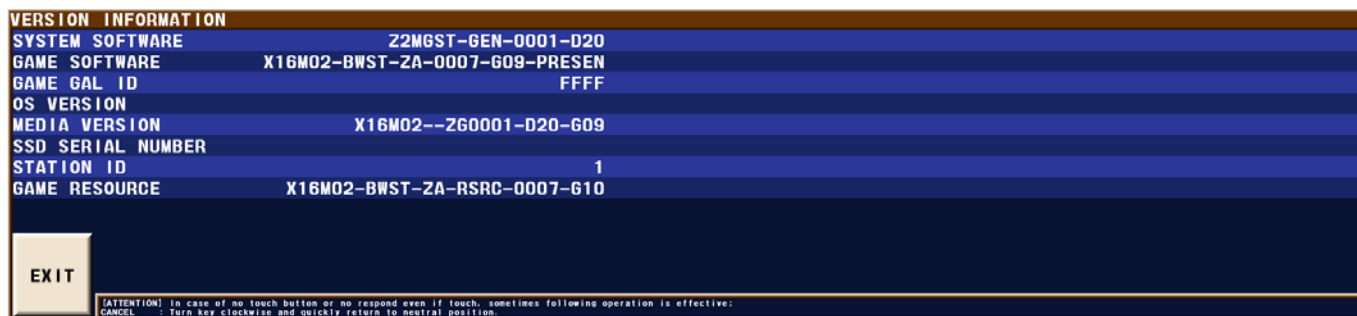 VERSION INFORMATION
SYSTEM SOFTWARE Z2MGST-GEN-0001-D20
GAME SOFTWARE X16M02-BWST-ZA-0007-G09-PRESEN
GAME GAL ID FFFF
OS VERSION
MEDIA VERSION X16M02--ZG0001-D20-G09
SSD SERIAL NUMBER
STATION ID 1
GAME RESOURCE X16M02-BWST-ZA-RSRC-0007-G10
EXIT
[ATTENTION] In case of no touch button or no respond even if touch, sometimes following operation is effective;
CANCEL : Turn key clockwise and quickly return to neutral position.